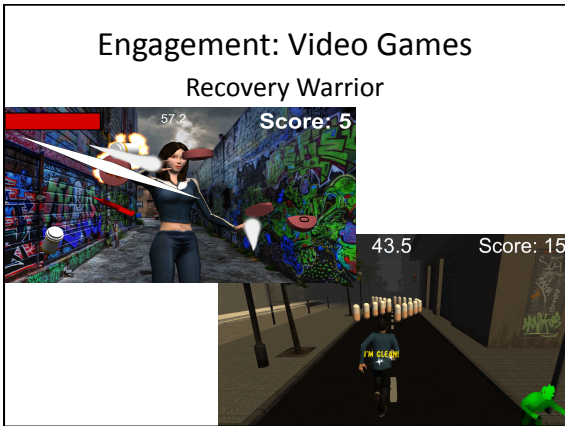 Engagement: Video Games
Recovery Warrior
57.2
Score: 5
43.5
Score: 15
I'M CLEAN!